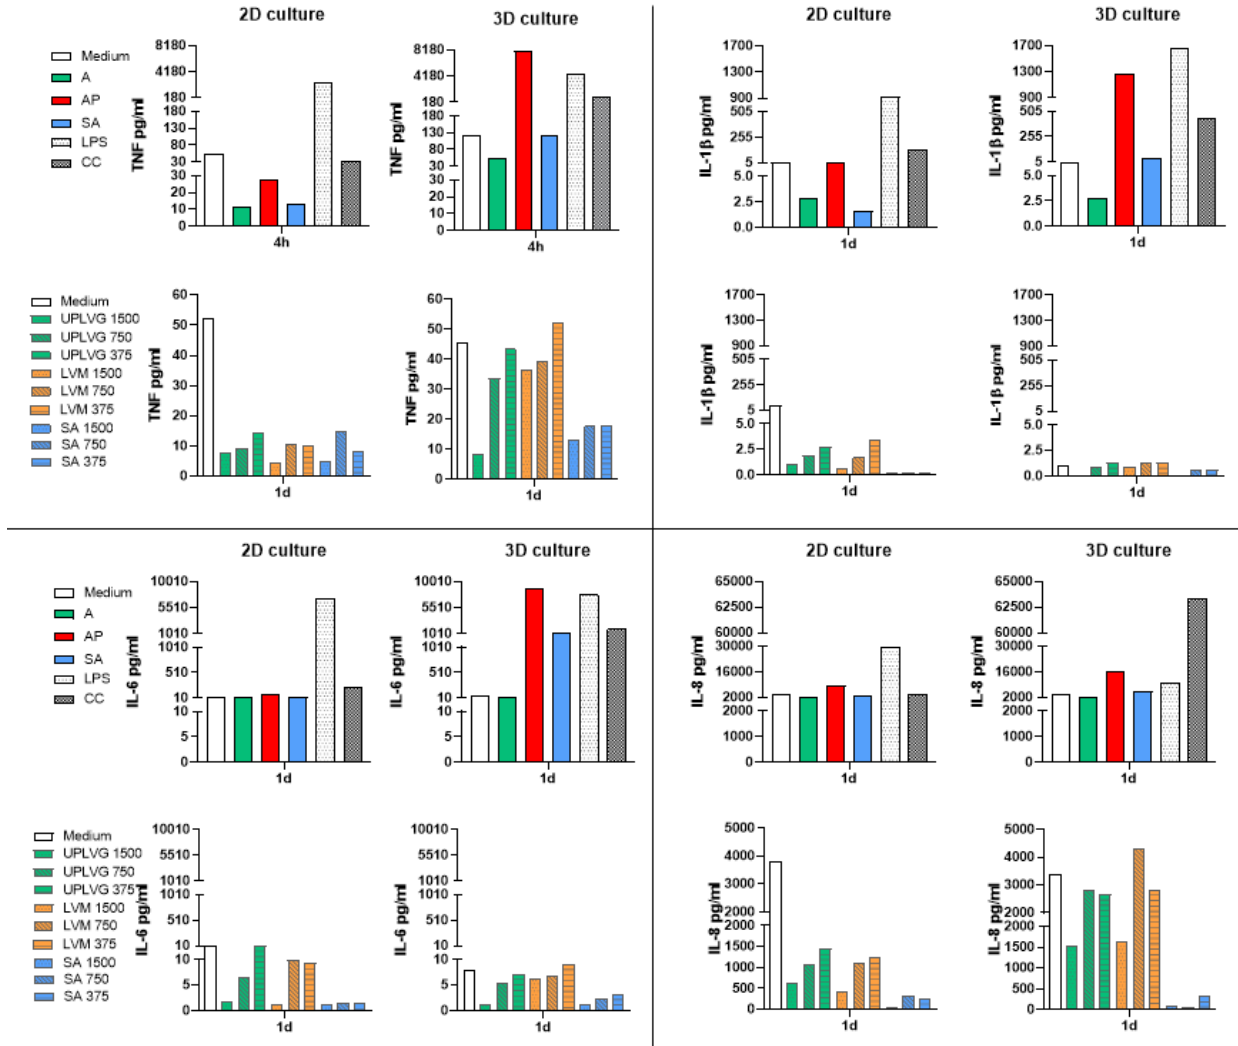 2D culture
3D culture
Medium
A
AP
SA
LPS
CC
TNF pg/ml
8180
4180
180
180
130
80
30
30
20
10
0
4h
TNF pg/ml
8180
4180
180
180
130
80
30
30
20
10
0
4h
Medium
UPLVG 1500
UPLVG 750
UPLVG 375
LVM 1500
LVM 750
LVM 375
SA 1500
SA 750
SA 375
TNF pg/ml
60
50
40
30
20
10
0
1d
TNF pg/ml
60
50
40
30
20
10
0
1d
2D culture
3D culture
IL-1β pg/ml
1700
1300
900
505
255
5
5.0
2.5
0.0
1d
IL-1β pg/ml
1700
1300
900
505
255
5
5.0
2.5
0.0
1d
IL-1β pg/ml
1700
1300
900
505
255
5
5.0
2.5
0.0
1d
IL-1β pg/ml
1700
1300
900
505
255
5
5.0
2.5
0.0
1d
2D culture
3D culture
Medium
A
AP
SA
LPS
CC
IL-6 pg/ml
10010
5510
1010
1010
510
10
10
5
0
1d
IL-6 pg/ml
10010
5510
1010
1010
510
10
10
5
0
1d
Medium
UPLVG 1500
UPLVG 750
UPLVG 375
LVM 1500
LVM 750
LVM 375
SA 1500
SA 750
SA 375
IL-6 pg/ml
10010
5510
1010
1010
510
10
10
5
0
1d
IL-6 pg/ml
10010
5510
1010
1010
510
10
10
5
0
1d
2D culture
3D culture
IL-8 pg/ml
65000
62500
60000
30000
16000
2000
2000
1000
0
1d
IL-8 pg/ml
65000
62500
60000
30000
16000
2000
2000
1000
0
1d
IL-8 pg/ml
5000
4000
3000
2000
2000
1500
1000
500
0
1d
IL-8 pg/ml
5000
4000
3000
2000
2000
1500
1000
500
0
1d